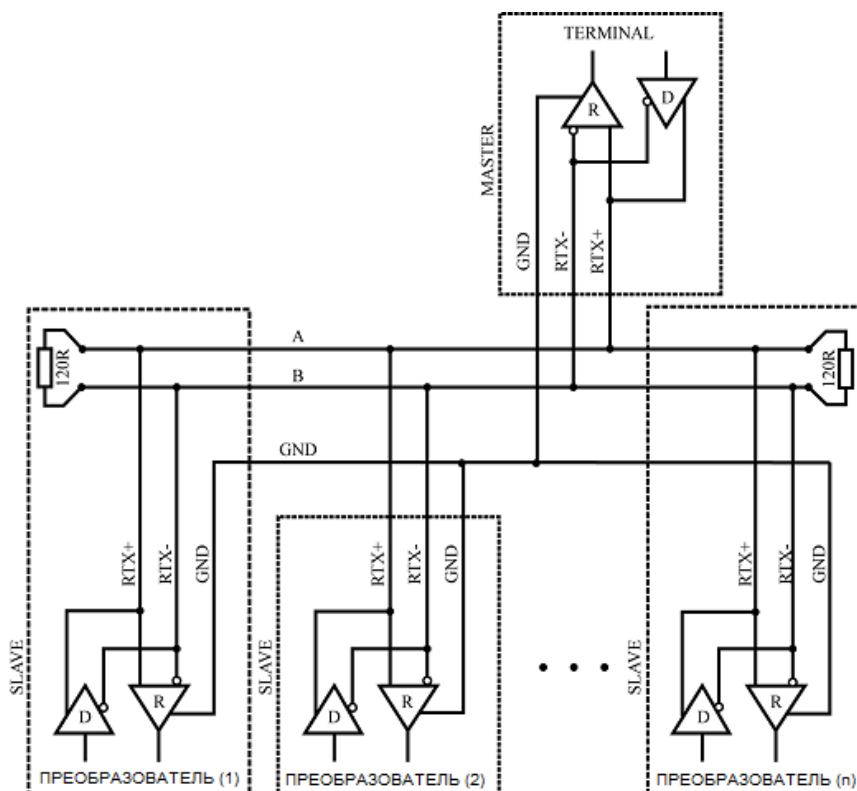 TERMINAL
R
D
MASTER
GND
RTX-
RTX+
A
120R
B
120R
GND
RTX+
RTX-
GND
RTX+
RTX-
GND
RTX+
RTX-
GND
SLAVE
SLAVE
SLAVE
D
R
D
R
D
R
ПРЕОБРАЗОВАТЕЛЬ (1)
ПРЕОБРАЗОВАТЕЛЬ (2)
ПРЕОБРАЗОВАТЕЛЬ (n)